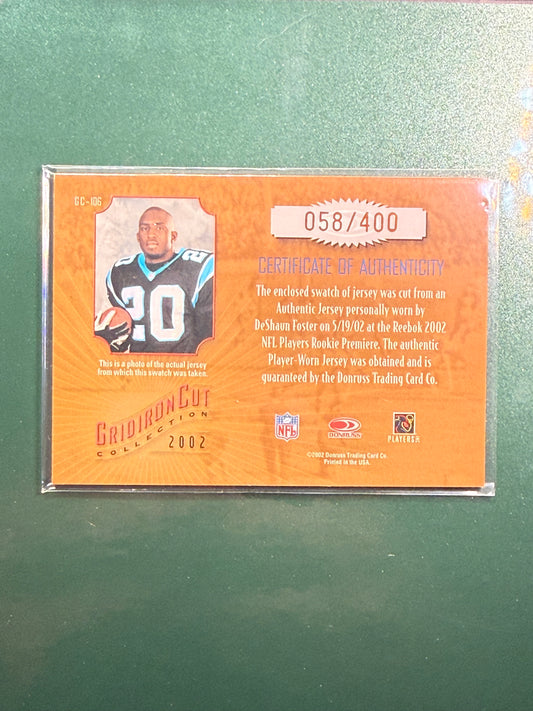 GC-106
20
This is a photo of the actual jersey
from which this swatch was taken.
GRIDIRON CUT
COLLECTION
2002
058/400
CERTIFICATE OF AUTHENTICITY
The enclosed swatch of jersey was cut from an
Authentic Jersey personally worn by
DeShaun Foster on 5/19/02 at the Reebok 2002
NFL Players Rookie Premiere. The authentic
Player-Worn Jersey was obtained and is
guaranteed by the Donruss Trading Card Co.
NFL
DONRUSS
PLAYERS INC
©2002 Donruss Trading Card Co.
Printed in the USA.